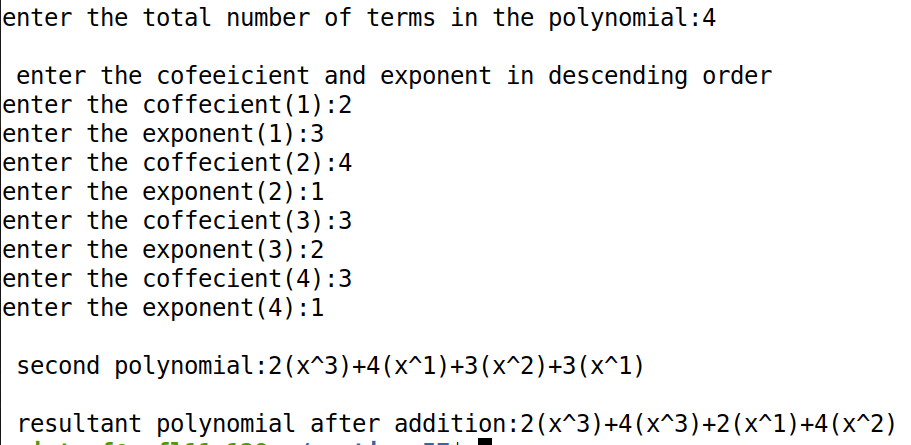 enter the total number of terms in the polynomial:4
enter the cofeeicient and exponent in descending order
enter the coffecient(1):2
enter the exponent(1):3
enter the coffecient(2):4
enter the exponent(2):1
enter the coffecient(3):3
enter the exponent(3):2
enter the coffecient(4):3
enter the exponent(4):1
second polynomial:2(x^3)+4(x^1)+3(x^2)+3(x^1)
resultant polynomial after addition:2(x^3)+4(x^3)+2(x^1)+4(x^2)